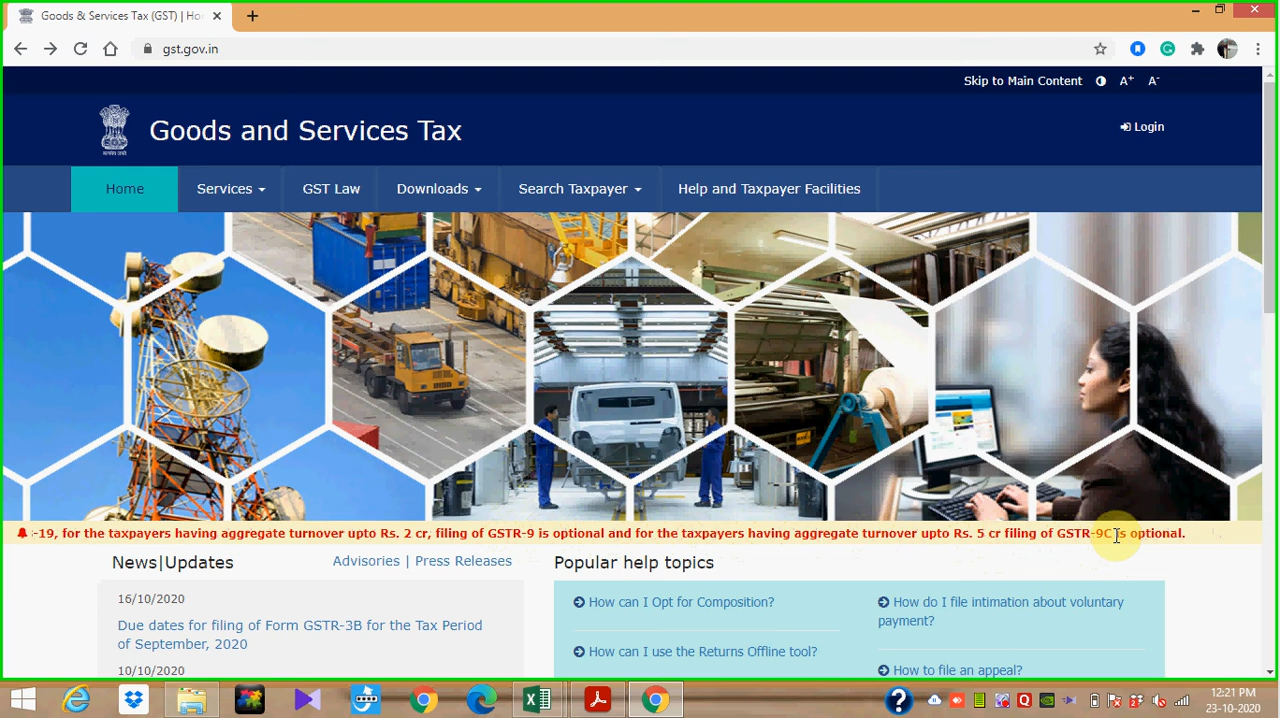 Goods & Services Tax (GST) | Ho
gst.gov.in
Skip to Main Content A+ A-
Goods and Services Tax
Login
Home Services GST Law Downloads Search Taxpayer Help and Taxpayer Facilities
-19, for the taxpayers having aggregate turnover upto Rs. 2 cr, filing of GSTR-9 is optional and for the taxpayers having aggregate turnover upto Rs. 5 cr filing of GSTR-9C is optional.
News|Updates Advisories | Press Releases
16/10/2020
Due dates for filing of Form GSTR-3B for the Tax Period
of September, 2020
10/10/2020
Popular help topics
How can I Opt for Composition?
How do I file intimation about voluntary
payment?
How can I use the Returns Offline tool?
How to file an appeal?
12:21 PM
23-10-2020